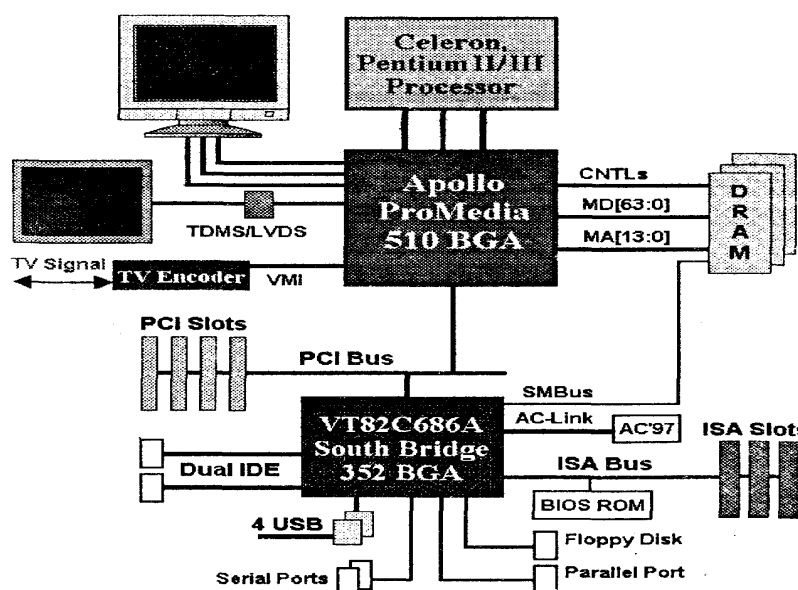 Celeron,
Pentium II/III
Processor
Apollo
ProMedia
510 BGA
CNTLs
MD[63:0]
MA[13:0]
DRAM
TDMS/LVDS
TV Signal
TV Encoder
VMI
PCI Slots
PCI Bus
SMBus
VT82C686A
South Bridge
352 BGA
AC-Link
AC'97
ISA Slots
Dual IDE
ISA Bus
BIOS ROM
4 USB
Floppy Disk
Serial Ports
Parallel Port